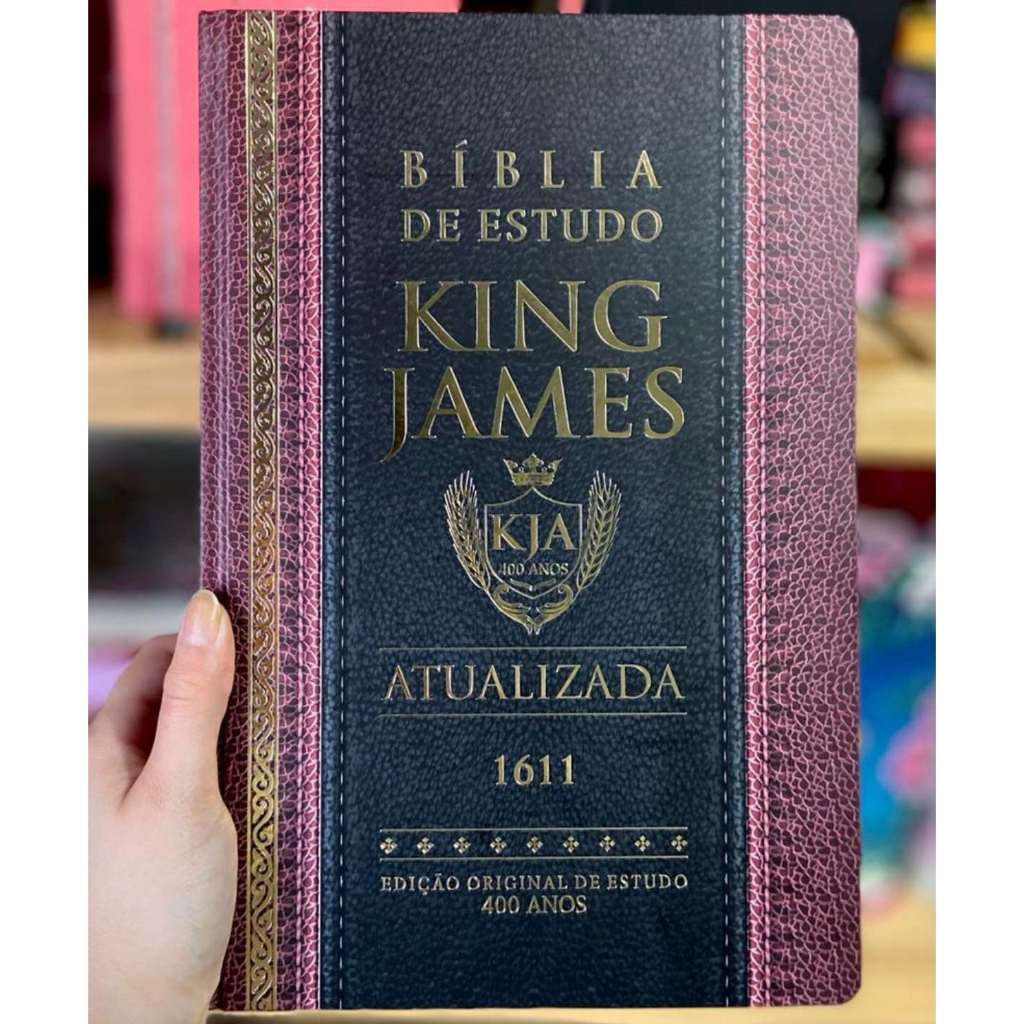 BÍBLIA
DE ESTUDO
KING
JAMES
KJA
400 ANOS
ATUALIZADA
1611
EDIÇÃO ORIGINAL DE ESTUDO
400 ANOS